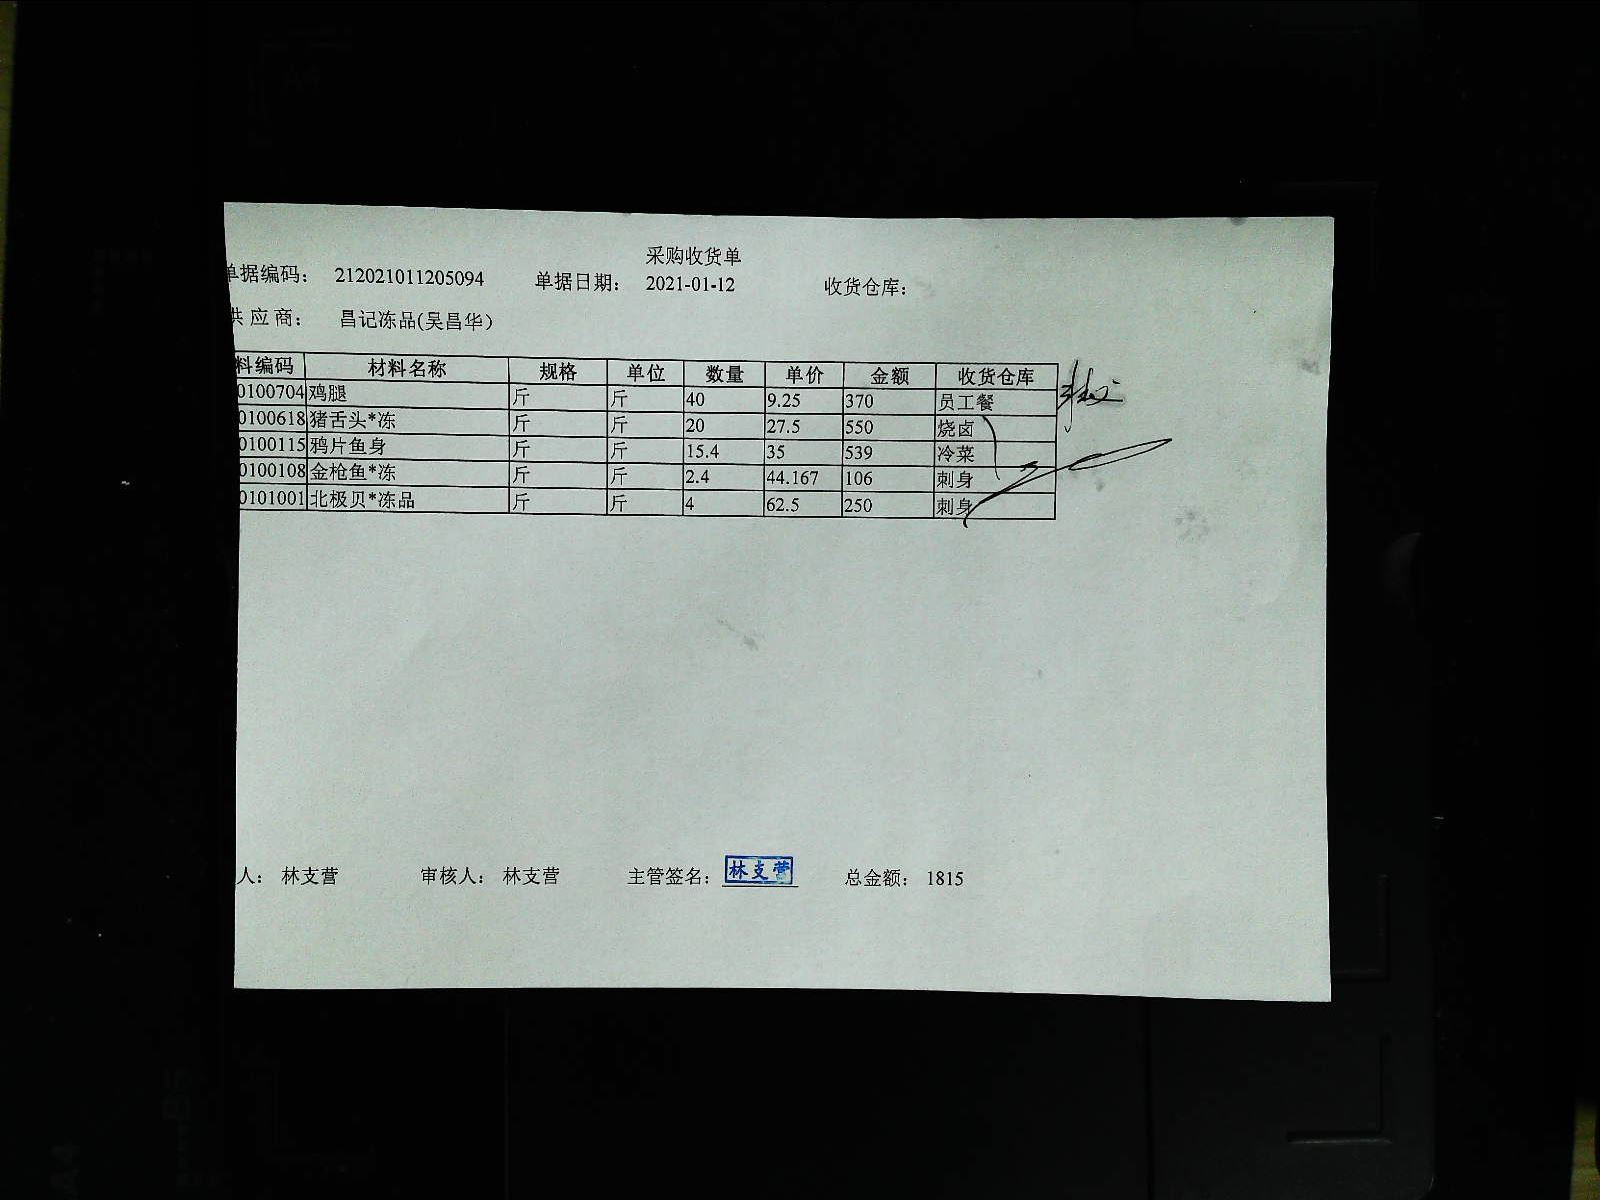 采购收货单
单据编码： 212021011205094 单据日期： 2021-01-12 收货仓库：
供 应 商： 昌记冻品(吴昌华）
料编码 材料名称 规格 单位 数量 单价 金额 收货仓库
0100704 鸡腿 斤 斤 40 9.25 370 员工餐
0100618 猪舌头*冻 斤 斤 20 27.5 550 烧卤
0100115 鸦片鱼身 斤 斤 15.4 35 539 冷菜
0100108 金枪鱼*冻 斤 斤 2.4 44.167 106 刺身
0101001 北极贝*冻品 斤 斤 4 62.5 250 刺身
人： 林支营 审核人： 林支营 主管签名： 林支营 总金额： 1815